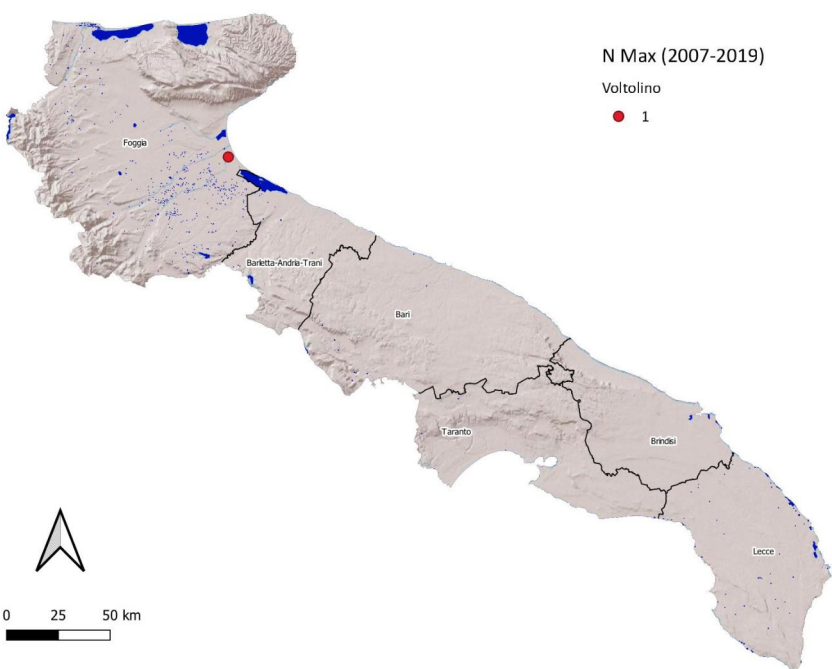 N Max (2007-2019)
Voltolino
1
Foggia
Barletta-Andria-Trani
Bari
Taranto
Brindisi
Lecce
0 25 50 km